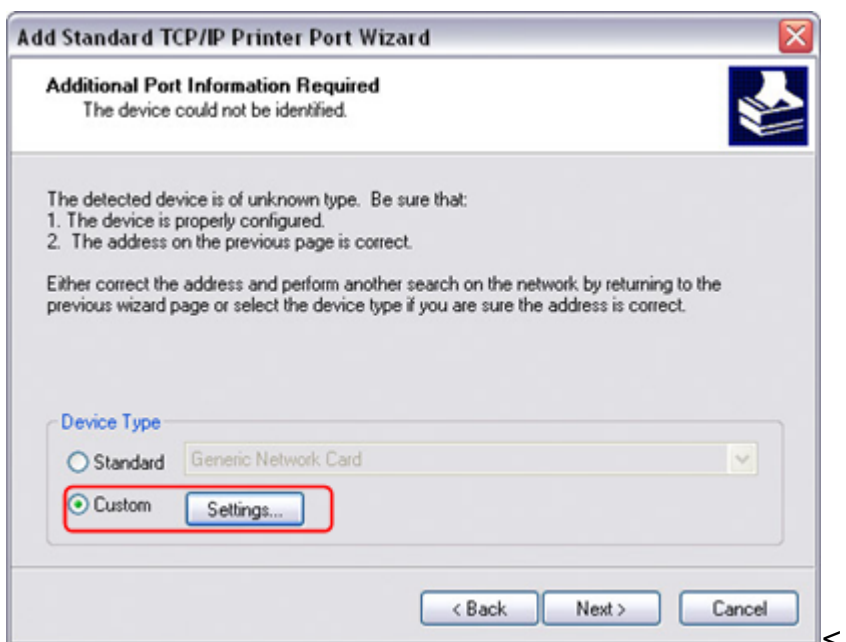 Add Standard TCP/IP Printer Port Wizard
Additional Port Information Required
The device could not be identified.
The detected device is of unknown type. Be sure that:
1. The device is properly configured.
2. The address on the previous page is correct.
Either correct the address and perform another search on the network by returning to the
previous wizard page or select the device type if you are sure the address is correct.
Device Type
Standard Generic Network Card
Custom Settings...
< Back Next > Cancel
<